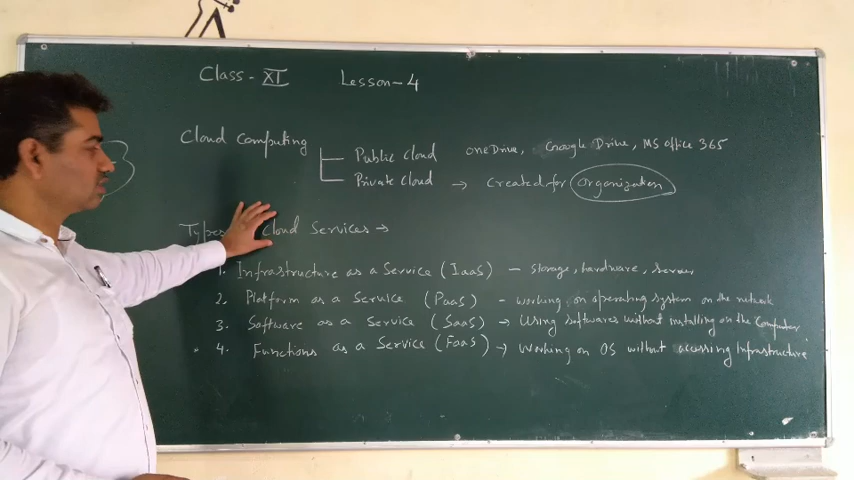 Class - XI Lesson - 4
Cloud Computing
Public Cloud oneDrive, Google Drive, MS office 365
Private Cloud → Created for organization
Types Cloud Services →
1. Infrastructure as a Service (IaaS) - storage, hardware, server
2. Platform as a Service (PaaS) - working on operating system on the network
3. Software as a Service (SaaS) → Using softwares without installing on the Computer
4. Functions as a Service (FaaS) → Working on OS without accessing Infrastructure